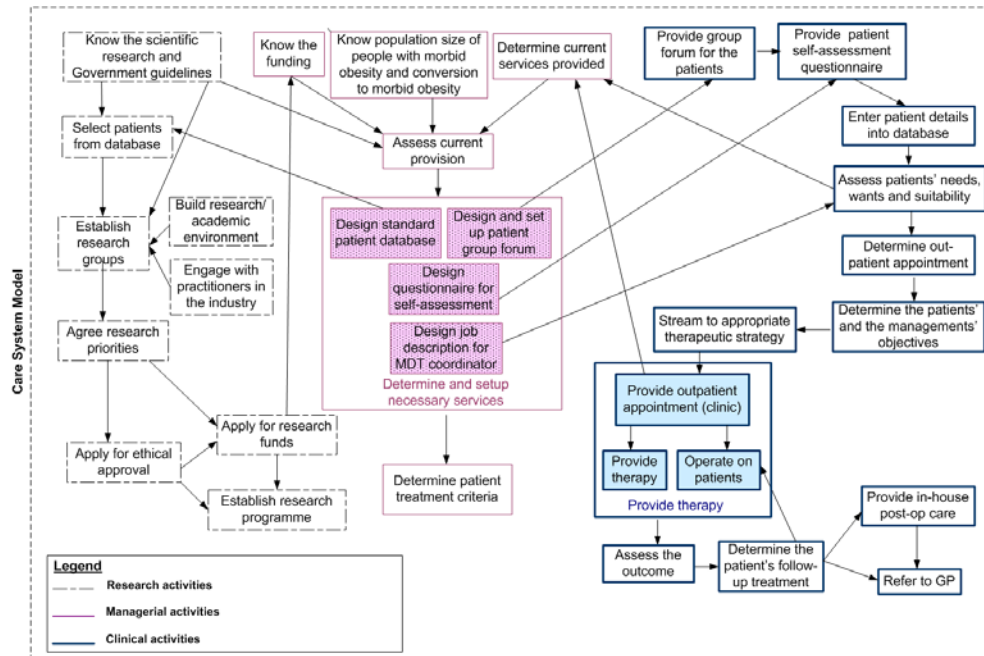 Know the scientific
research and
Government guidelines
Know the
funding
Know population size of
people with morbid
obesity and conversion
to morbid obesity
Determine current
services provided
Provide group
forum for the
patients
Provide patient
self-assessment
questionnaire
Select patients
from database
Assess current
provision
Enter patient details
into database
Assess patients' needs,
wants and suitability
Build research/
academic
environment
Establish
research
groups
Engage with
practitioners in
the industry
Design standard
patient database
Design and set
up patient
group forum
Design
questionnaire for
self-assessment
Design job
description for
MDT coordinator
Determine and setup
necessary services
Determine out-
patient appointment
Determine the patients'
and the managements'
objectives
Stream to appropriate
therapeutic strategy
Agree research
priorities
Provide outpatient
appointment (clinic)
Provide
therapy
Operate on
patients
Provide therapy
Apply for research
funds
Apply for ethical
approval
Establish research
programme
Determine patient
treatment criteria
Provide in-house
post-op care
Assess the
outcome
Determine the
patient's follow-
up treatment
Refer to GP
Care System Model
Legend
Research activities
Managerial activities
Clinical activities